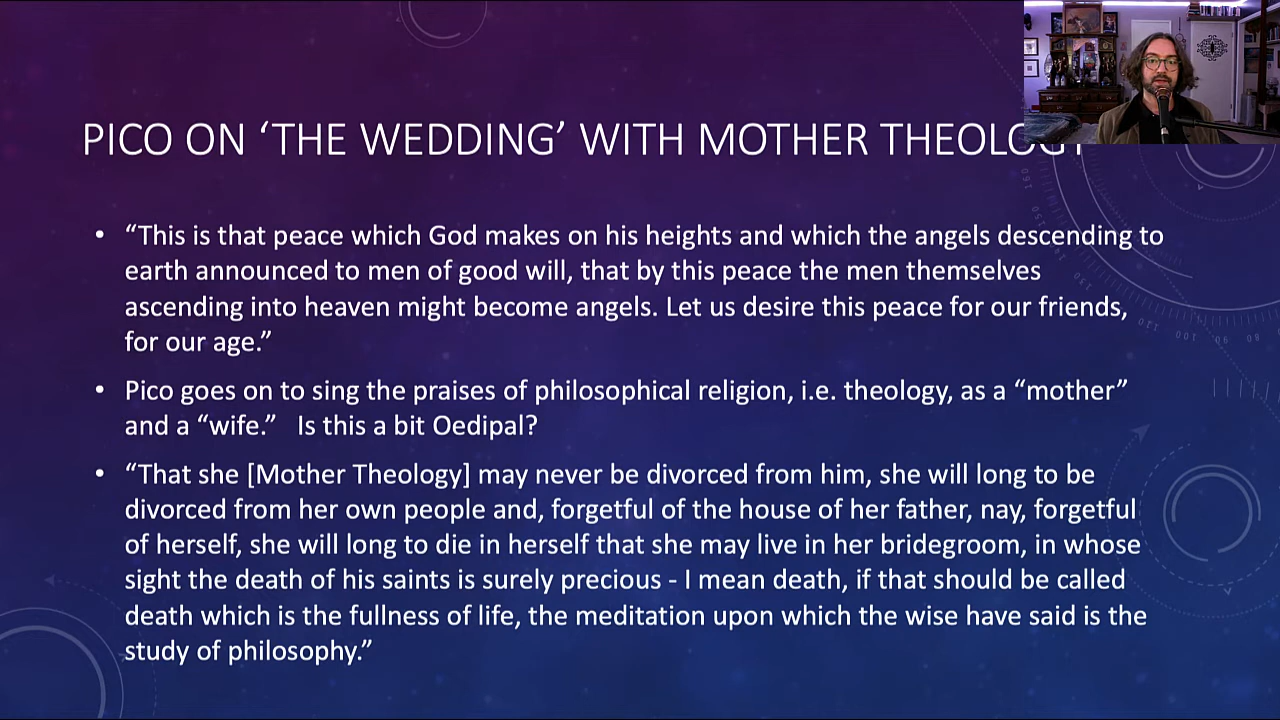 PICO ON ‘THE WEDDING’ WITH MOTHER THEOLOGY
• “This is that peace which God makes on his heights and which the angels descending to
earth announced to men of good will, that by this peace the men themselves
ascending into heaven might become angels. Let us desire this peace for our friends,
for our age.”
• Pico goes on to sing the praises of philosophical religion, i.e. theology, as a “mother”
and a “wife.” Is this a bit Oedipal?
• “That she [Mother Theology] may never be divorced from him, she will long to be
divorced from her own people and, forgetful of the house of her father, nay, forgetful
of herself, she will long to die in herself that she may live in her bridegroom, in whose
sight the death of his saints is surely precious - I mean death, if that should be called
death which is the fullness of life, the meditation upon which the wise have said is the
study of philosophy.”